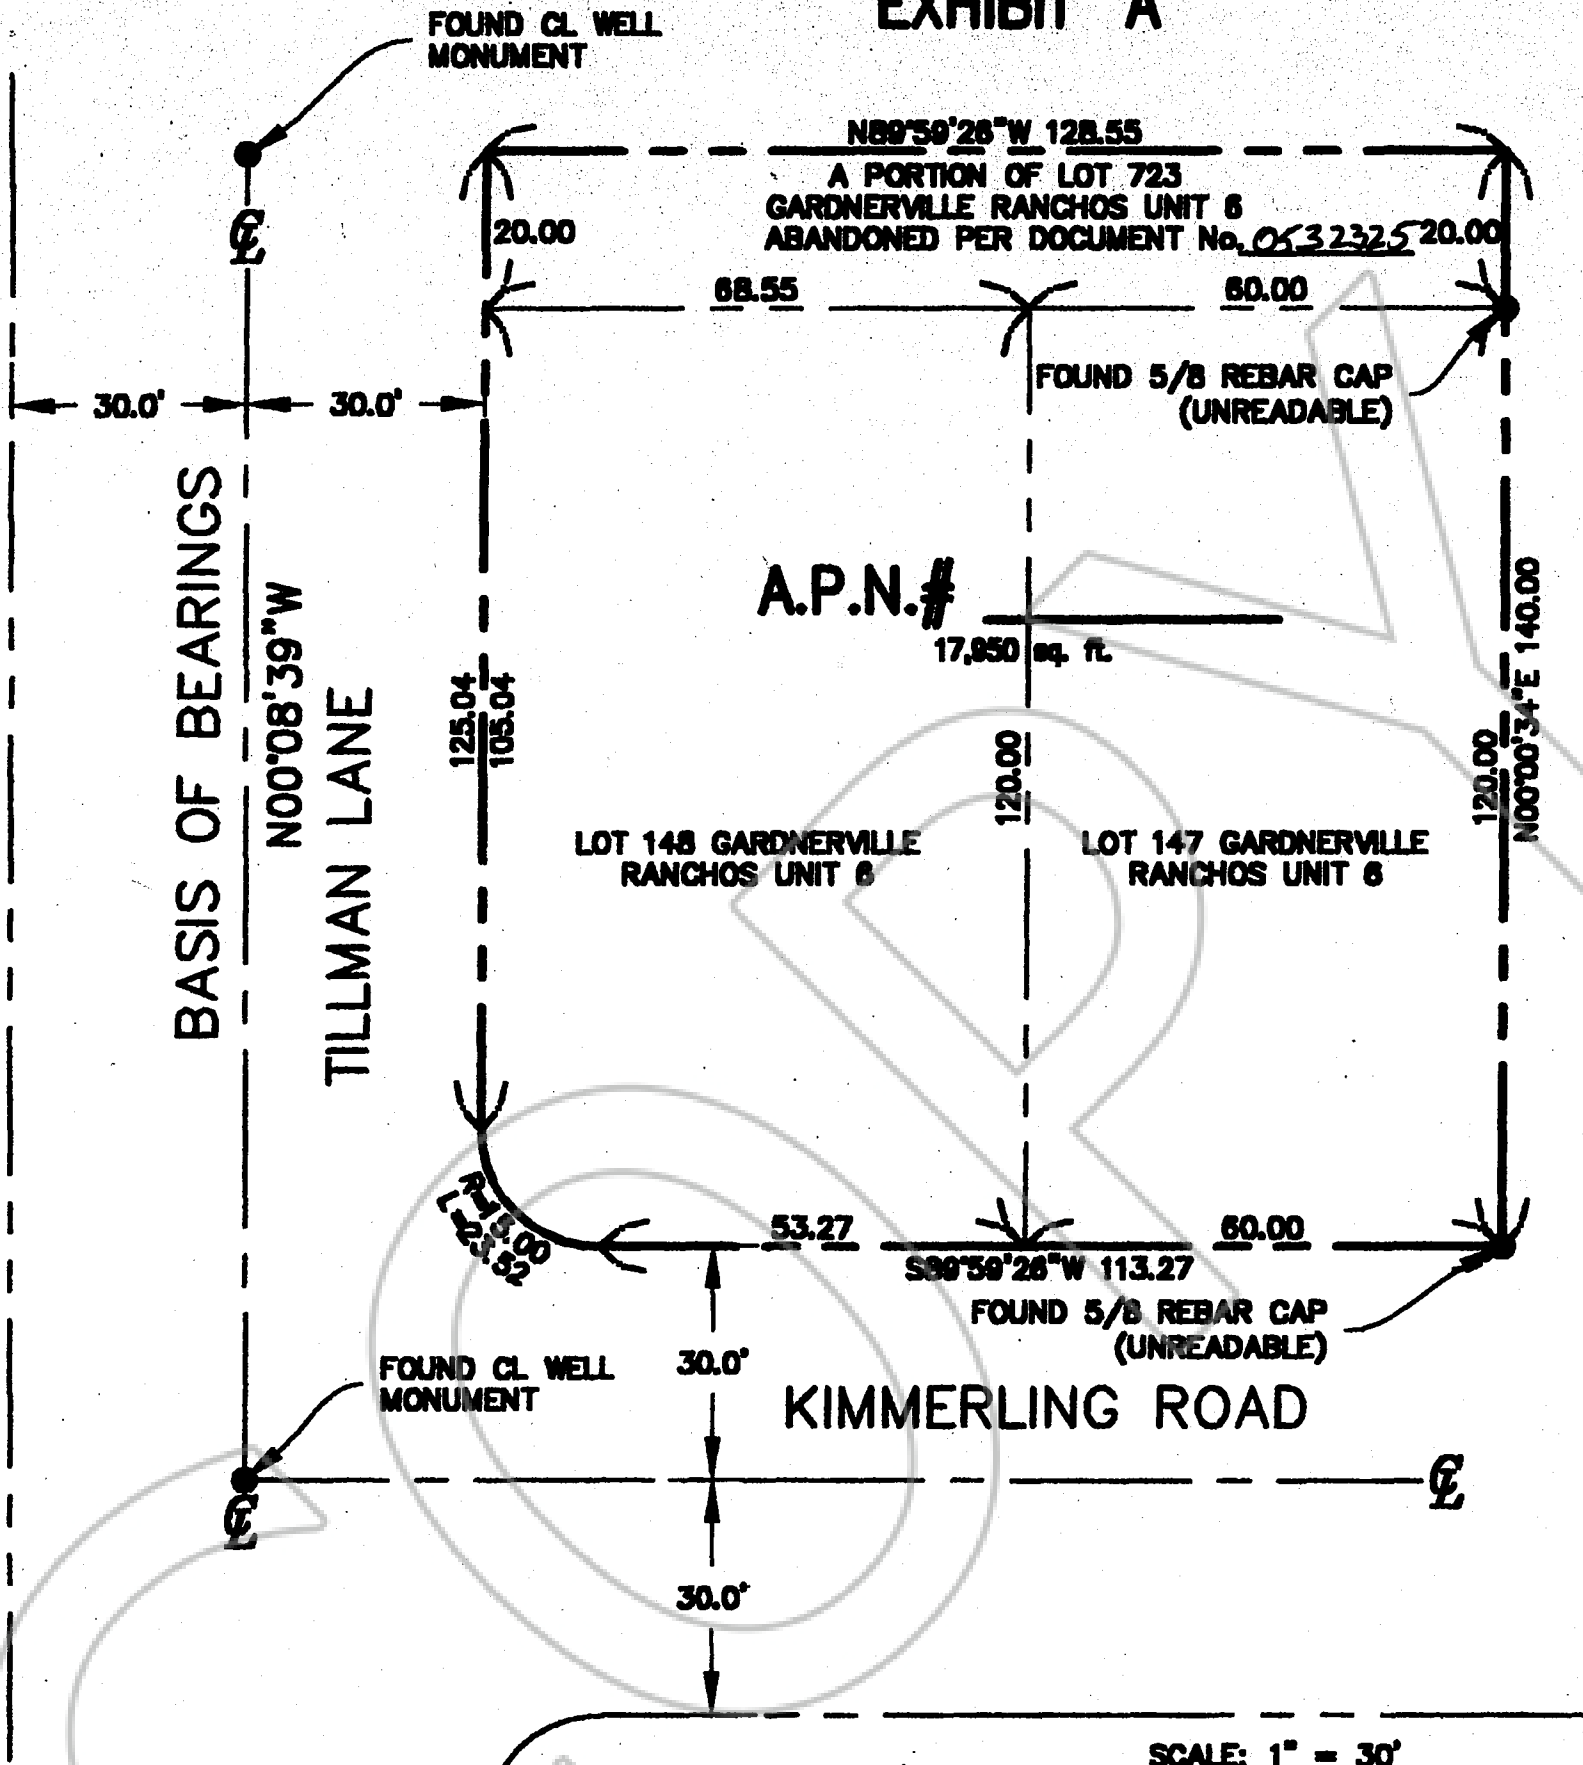 EXHIBIT A
FOUND CL WELL
MONUMENT
N89°59'26"W 128.55
A PORTION OF LOT 723
GARDNERVILLE RANCHOS UNIT 6
ABANDONED PER DOCUMENT No. 0532325
20.00
20.00
68.55
60.00
FOUND 5/8 REBAR CAP
(UNREADABLE)
30.0'
30.0'
BASIS OF BEARINGS
N00°08'39"W
TILLMAN LANE
A.P.N.#
17,950 sq. ft.
125.04
105.04
120.00
120.00
N00°00'34"E 140.00
LOT 148 GARDNERVILLE
RANCHOS UNIT 6
LOT 147 GARDNERVILLE
RANCHOS UNIT 6
R=15.00
L=23.52
53.27
60.00
S89°59'26"W 113.27
FOUND 5/8 REBAR CAP
(UNREADABLE)
FOUND CL WELL
MONUMENT
30.0'
KIMMERLING ROAD
30.0'
SCALE: 1" = 30'
COPY